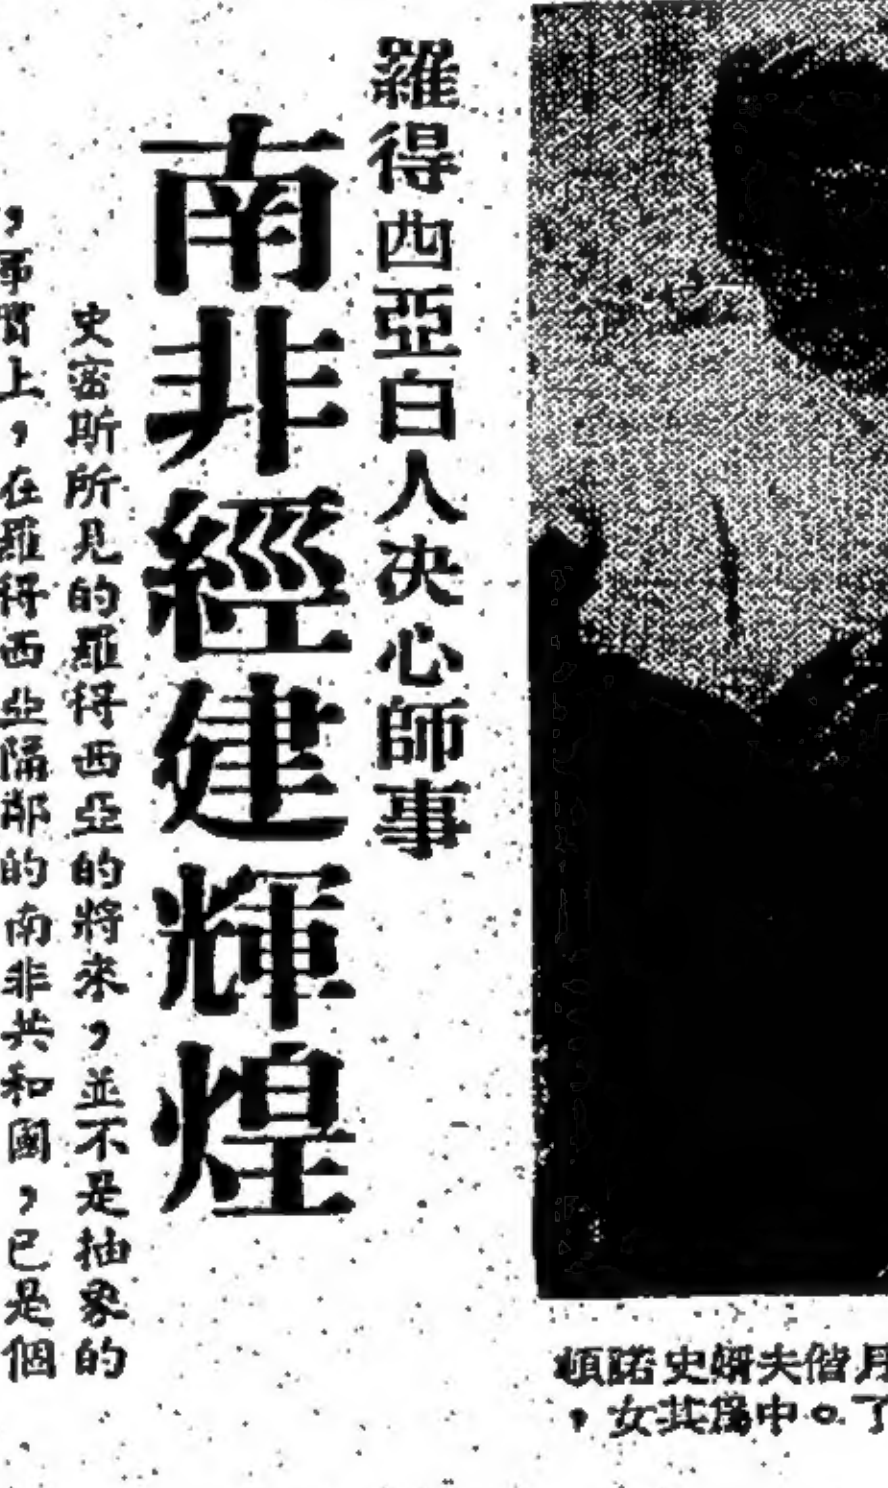 羅得西亞白人决心師事
南非經建輝煌
史密斯所見的羅得西亞的將來，並不是抽象的
，事實上，在羅得西亞隔鄰的南非共和國，已是個
月偕夫婿史諾頓
了。中為其女，